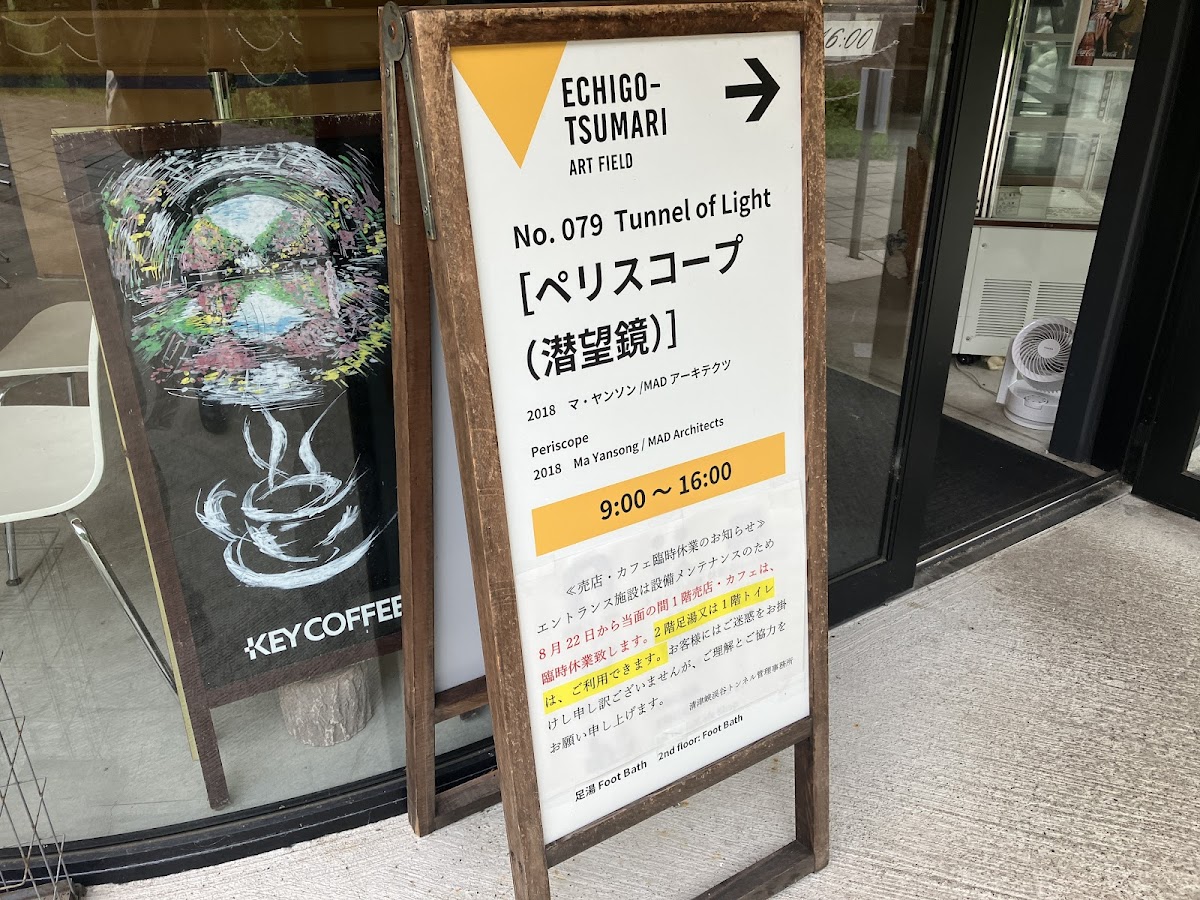 ECHIGO-
TSUMARI
ART FIELD
No. 079 Tunnel of Light
[ペリスコープ
(潜望鏡)]
2018 マ・ヤンソン/MAD アーキテクツ
Periscope
2018 Ma Yansong / MAD Architects
9:00 ～ 16:00
≪売店・カフェ臨時休業のお知らせ≫
エントランス施設は設備メンテナンスのため
8月22日から当面の間1階売店・カフェは、
臨時休業致します。2階足湯又は1階トイレ
は、ご利用できます。お客様にはご迷惑をお掛
けし申し訳ございませんが、ご理解とご協力を
お願い申し上げます。
清津峡渓谷トンネル管理事務所
足湯 Foot Bath 2nd floor: Foot Bath
KEY COFFEE
16:00